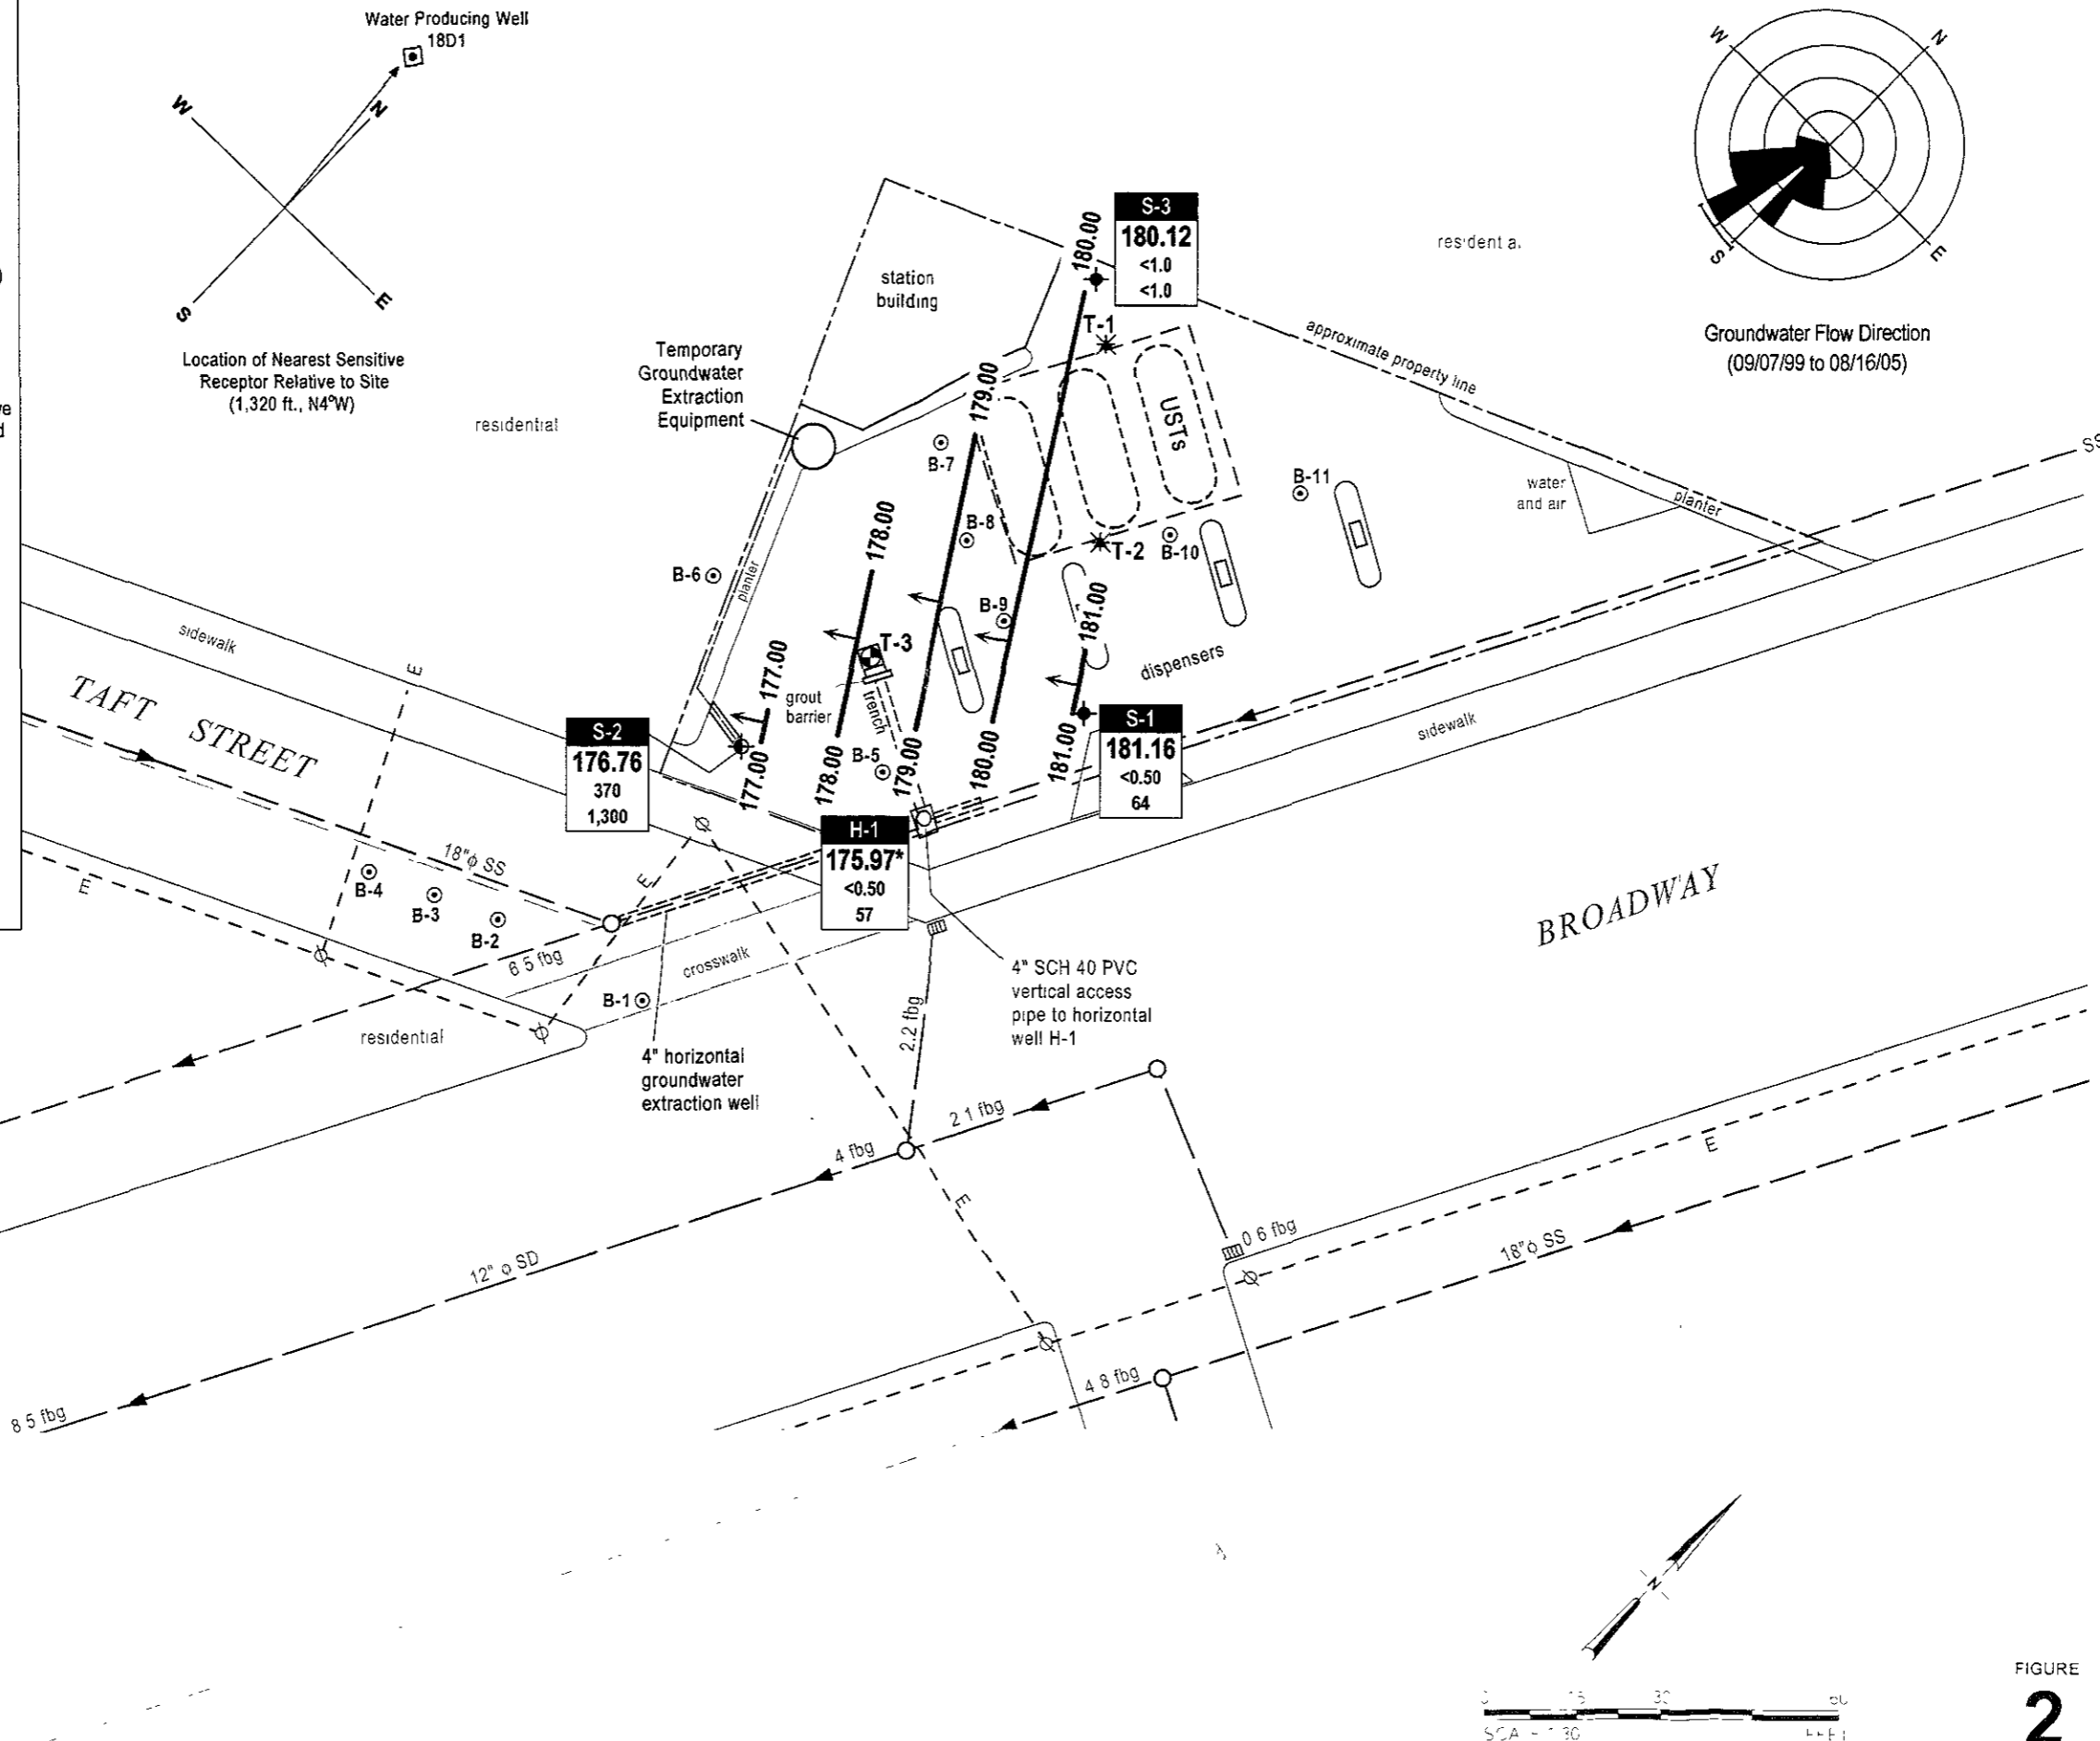 Water Producing Well
18D1
W
N
S
E
Location of Nearest Sensitive
Receptor Relative to Site
(1,320 ft., N4°W)
W
N
S
E
Groundwater Flow Direction
(09/07/99 to 08/16/05)
residential
station
building
Temporary
Groundwater
Extraction
Equipment
S-3
180.12
<1.0
<1.0
180.00
T-1
179.00
USTs
approximate property line
B-7
B-11
water
and air
planter
178.00
B-8
T-2
B-10
B-6
planter
B-9
181.00
sidewalk
177.00
T-3
dispensers
grout
barrier
trench
TAFT STREET
E
S-2
176.76
370
1,300
B-5
177.00
178.00
179.00
180.00
181.00
S-1
181.16
<0.50
64
sidewalk
H-1
175.97*
<0.50
57
18"φ SS
E
E
B-4
B-3
B-2
6 5 fbg
crosswalk
B-1
residential
BROADWAY
4" SCH 40 PVC
vertical access
pipe to horizontal
well H-1
2.2 fbg
4" horizontal
groundwater
extraction well
2 1 fbg
4 fbg
E
E
0 6 fbg
12" φ SD
18"φ SS
4 8 fbg
8 5 fbg
N
FIGURE
2